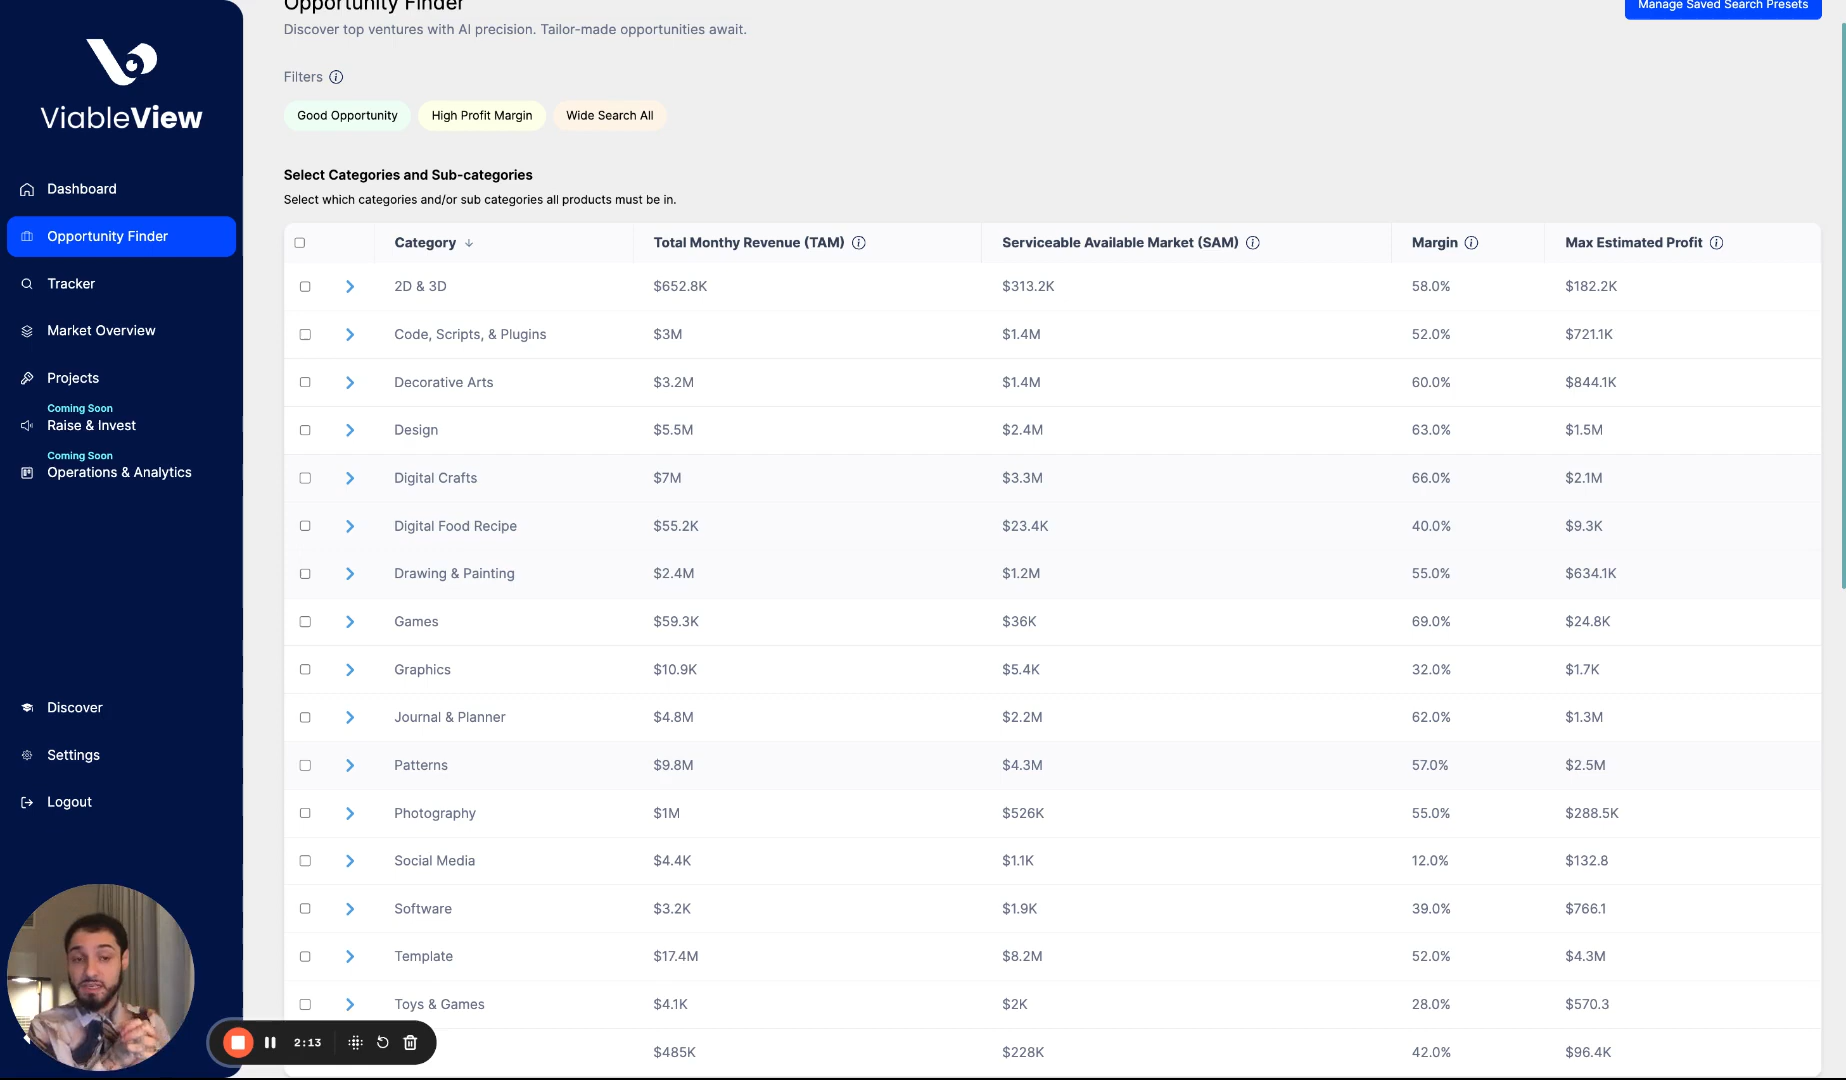 ViableView
Dashboard
Opportunity Finder
Tracker
Market Overview
Projects
Coming Soon
Raise & Invest
Coming Soon
Operations & Analytics
Discover
Settings
Logout
Opportunity Finder
Manage Saved Search Presets
Discover top ventures with AI precision. Tailor-made opportunities await.
Filters
Good Opportunity High Profit Margin Wide Search All
Select Categories and Sub-categories
Select which categories and/or sub categories all products must be in.
Category Total Monthy Revenue (TAM) Serviceable Available Market (SAM) Margin Max Estimated Profit
2D & 3D $652.8K $313.2K 58.0% $182.2K
Code, Scripts, & Plugins $3M $1.4M 52.0% $721.1K
Decorative Arts $3.2M $1.4M 60.0% $844.1K
Design $5.5M $2.4M 63.0% $1.5M
Digital Crafts $7M $3.3M 66.0% $2.1M
Digital Food Recipe $55.2K $23.4K 40.0% $9.3K
Drawing & Painting $2.4M $1.2M 55.0% $634.1K
Games $59.3K $36K 69.0% $24.8K
Graphics $10.9K $5.4K 32.0% $1.7K
Journal & Planner $4.8M $2.2M 62.0% $1.3M
Patterns $9.8M $4.3M 57.0% $2.5M
Photography $1M $526K 55.0% $288.5K
Social Media $4.4K $1.1K 12.0% $132.8
Software $3.2K $1.9K 39.0% $766.1
Template $17.4M $8.2M 52.0% $4.3M
Toys & Games $4.1K $2K 28.0% $570.3
$485K $228K 42.0% $96.4K
2:13